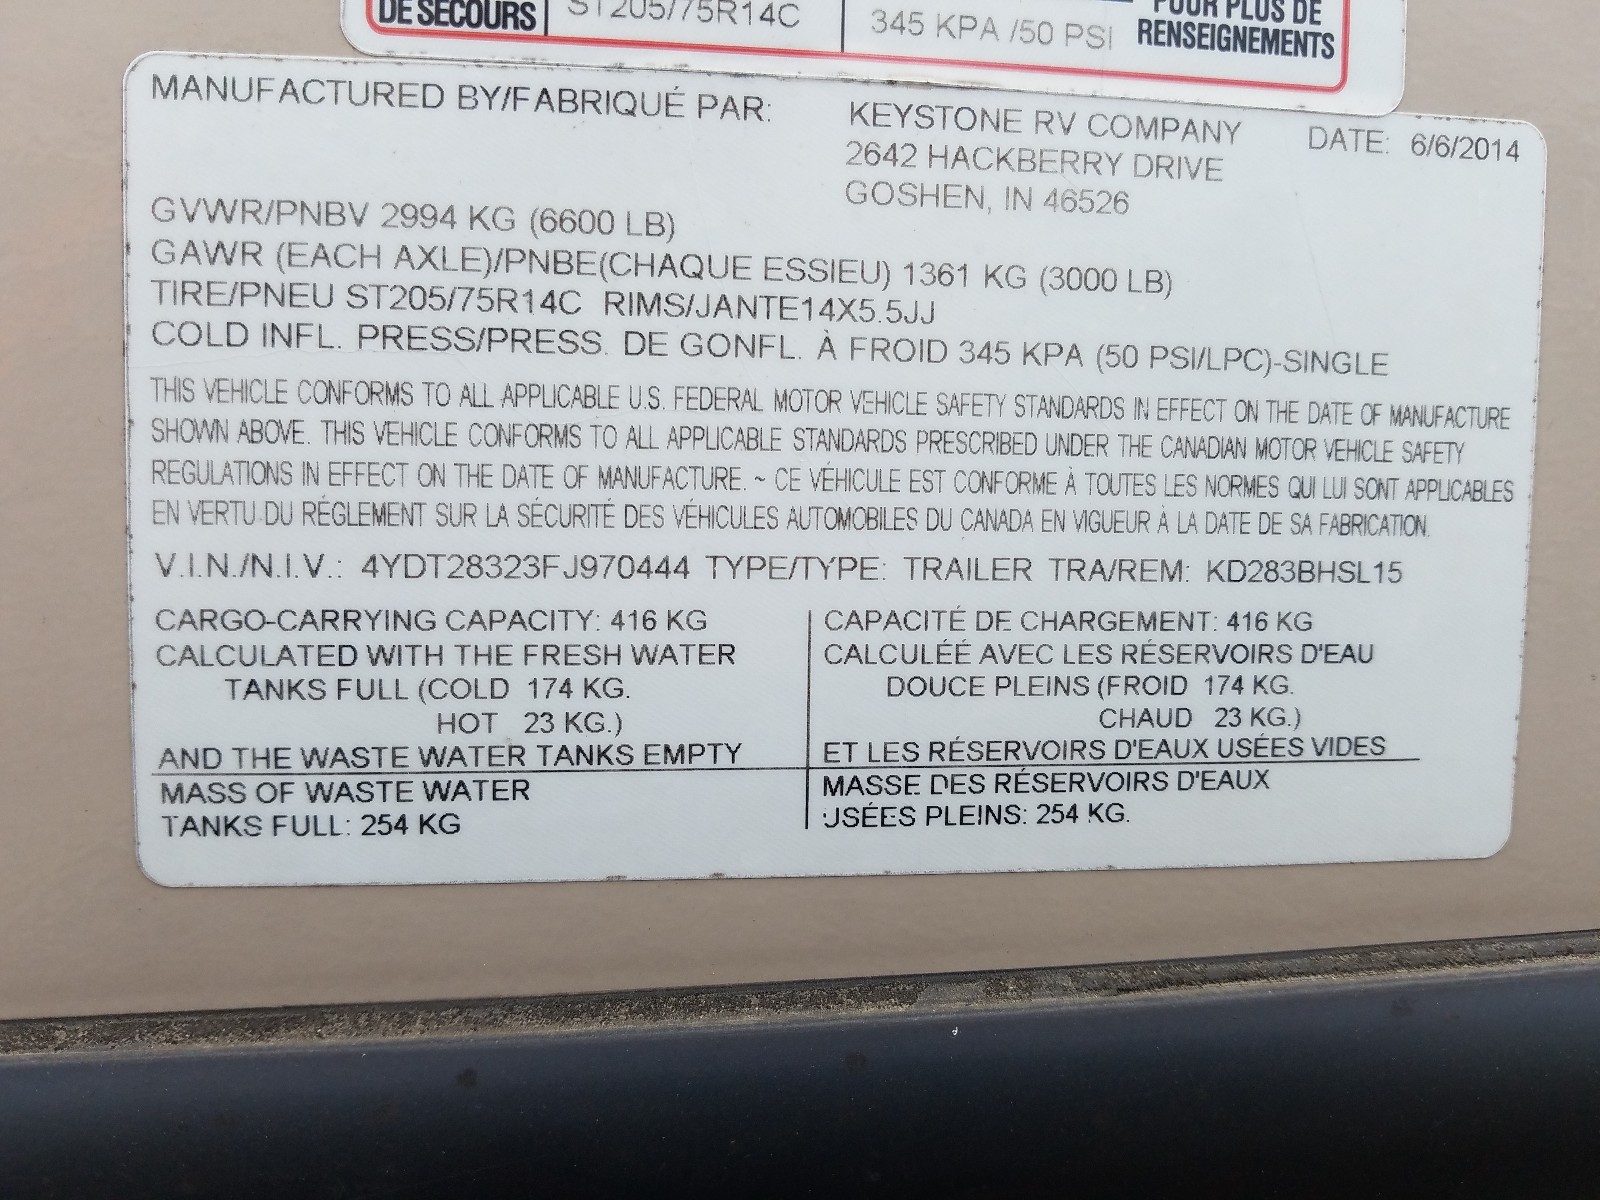 DE SECOURS ST205/75R14C 345 KPA /50 PSI POUR PLUS DE
RENSEIGNEMENTS
MANUFACTURED BY/FABRIQUÉ PAR: KEYSTONE RV COMPANY DATE: 6/6/2014
2642 HACKBERRY DRIVE
GOSHEN, IN 46526
GVWR/PNBV 2994 KG (6600 LB)
GAWR (EACH AXLE)/PNBE(CHAQUE ESSIEU) 1361 KG (3000 LB)
TIRE/PNEU ST205/75R14C RIMS/JANTE14X5.5JJ
COLD INFL. PRESS/PRESS. DE GONFL. À FROID 345 KPA (50 PSI/LPC)-SINGLE
THIS VEHICLE CONFORMS TO ALL APPLICABLE U.S. FEDERAL MOTOR VEHICLE SAFETY STANDARDS IN EFFECT ON THE DATE OF MANUFACTURE
SHOWN ABOVE. THIS VEHICLE CONFORMS TO ALL APPLICABLE STANDARDS PRESCRIBED UNDER THE CANADIAN MOTOR VEHICLE SAFETY
REGULATIONS IN EFFECT ON THE DATE OF MANUFACTURE. ~ CE VÉHICULE EST CONFORME À TOUTES LES NORMES QUI LUI SONT APPLICABLES
EN VERTU DU RÉGLEMENT SUR LA SÉCURITÉ DES VÉHICULES AUTOMOBILES DU CANADA EN VIGUEUR À LA DATE DE SA FABRICATION.
V.I.N./N.I.V.: 4YDT28323FJ970444 TYPE/TYPE: TRAILER TRA/REM: KD283BHSL15
CARGO-CARRYING CAPACITY: 416 KG
CALCULATED WITH THE FRESH WATER
TANKS FULL (COLD 174 KG.
HOT 23 KG.)
AND THE WASTE WATER TANKS EMPTY
MASS OF WASTE WATER
TANKS FULL: 254 KG
CAPACITÉ DE CHARGEMENT: 416 KG
CALCULÉÉ AVEC LES RÉSERVOIRS D'EAU
DOUCE PLEINS (FROID 174 KG.
CHAUD 23 KG.)
ET LES RÉSERVOIRS D'EAUX USÉES VIDES
MASSE DES RÉSERVOIRS D'EAUX
USÉES PLEINS: 254 KG.